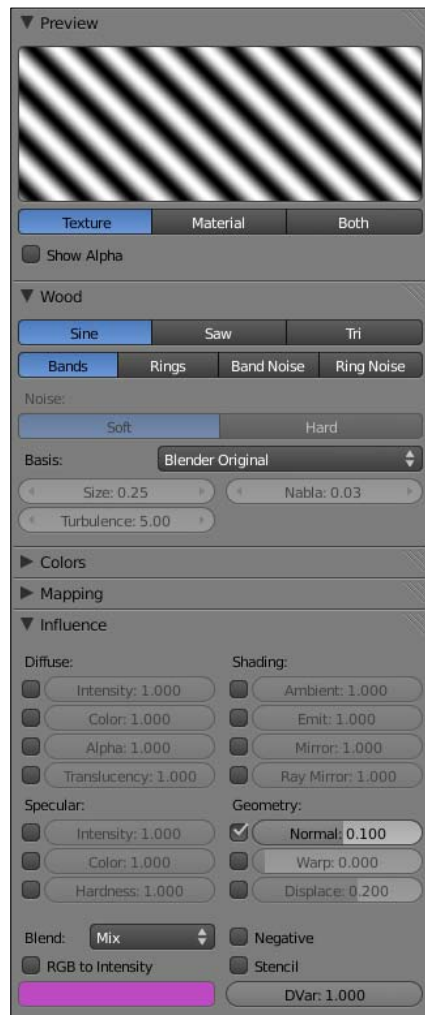 Preview
Texture Material Both
Show Alpha
Wood
Sine Saw Tri
Bands Rings Band Noise Ring Noise
Noise:
Soft Hard
Basis: Blender Original
Size: 0.25 Nabla: 0.03
Turbulence: 5.00
Colors
Mapping
Influence
Diffuse: Shading:
Intensity: 1.000 Ambient: 1.000
Color: 1.000 Emit: 1.000
Alpha: 1.000 Mirror: 1.000
Translucency: 1.000 Ray Mirror: 1.000
Specular: Geometry:
Intensity: 1.000 Normal: 0.100
Color: 1.000 Warp: 0.000
Hardness: 1.000 Displace: 0.200
Blend: Mix Negative
RGB to Intensity Stencil
DVar: 1.000